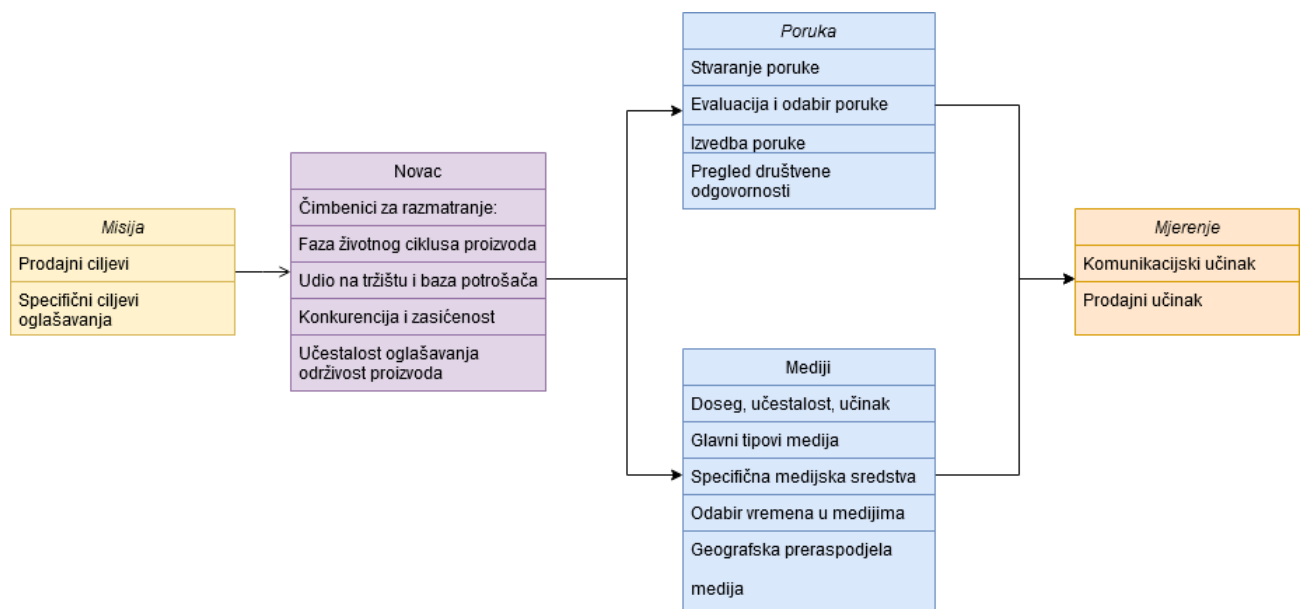 Misija
Prodajni ciljevi
Specifični ciljevi
oglašavanja
Novac
Čimbenici za razmatranje:
Faza životnog ciklusa proizvoda
Udio na tržištu i baza potrošača
Konkurencija i zasićenost
Učestalost oglašavanja
održivost proizvoda
Poruka
Stvaranje poruke
Evaluacija i odabir poruke
Izvedba poruke
Pregled društvene
odgovornosti
Mediji
Doseg, učestalost, učinak
Glavni tipovi medija
Specifična medijska sredstva
Odabir vremena u medijima
Geografska preraspodjela
medija
Mjerenje
Komunikacijski učinak
Prodajni učinak